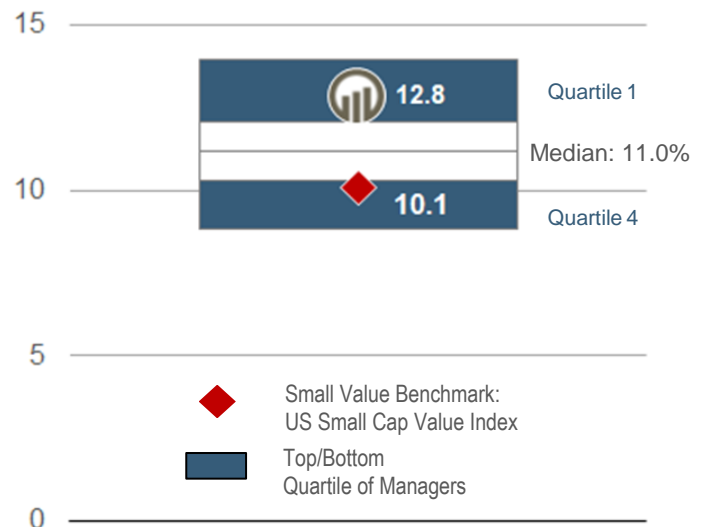 15
12.8
Quartile 1
Median: 11.0%
10
10.1
Quartile 4
5
Small Value Benchmark:
US Small Cap Value Index
Top/Bottom
Quartile of Managers
0